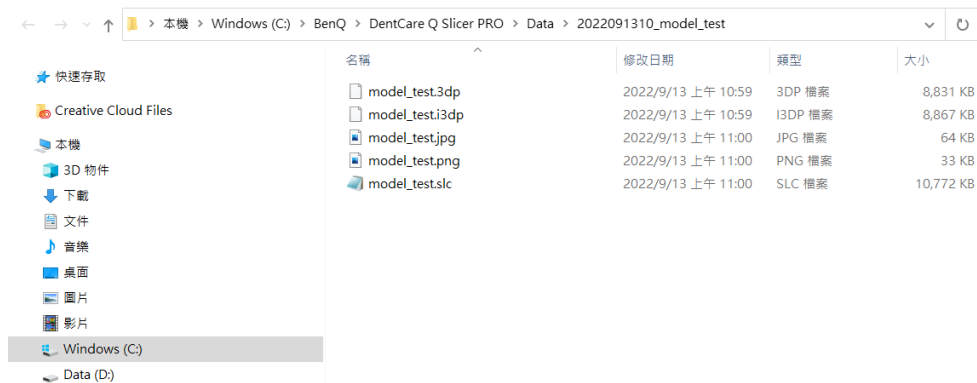 本機 > Windows (C:) > BenQ > DentCare Q Slicer PRO > Data > 2022091310_model_test
名稱 修改日期 類型 大小
快速存取
Creative Cloud Files
本機
3D 物件
下載
文件
音樂
桌面
圖片
影片
Windows (C:)
Data (D:)
model_test.3dp 2022/9/13 上午 10:59 3DP 檔案 8,831 KB
model_test.i3dp 2022/9/13 上午 10:59 I3DP 檔案 8,867 KB
model_test.jpg 2022/9/13 上午 11:00 JPG 檔案 64 KB
model_test.png 2022/9/13 上午 11:00 PNG 檔案 33 KB
model_test.slc 2022/9/13 上午 11:00 SLC 檔案 10,772 KB